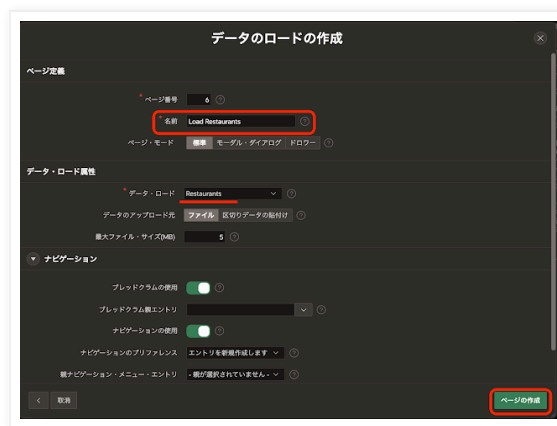 データのロードの作成
ページ定義
* ページ番号 6
* 名前 Load Restaurants
ページ・モード 標準 モーダル・ダイアログ ドロワー
データ・ロード属性
* データ・ロード Restaurants
データのアップロード元 ファイル 区切りデータの貼付け
最大ファイル・サイズ(MB) 5
ナビゲーション
ブレッドクラムの使用
ブレッドクラム親エントリ
ナビゲーションの使用
ナビゲーションのプリファレンス エントリを新規作成します
親ナビゲーション・メニュー・エントリ - 親が選択されていません -
取消 ページの作成